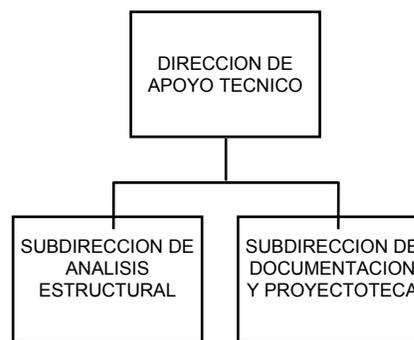 DIRECCION DE
APOYO TECNICO
SUBDIRECCION DE
ANALISIS
ESTRUCTURAL
SUBDIRECCION DE
DOCUMENTACION
Y PROYECTOTECA